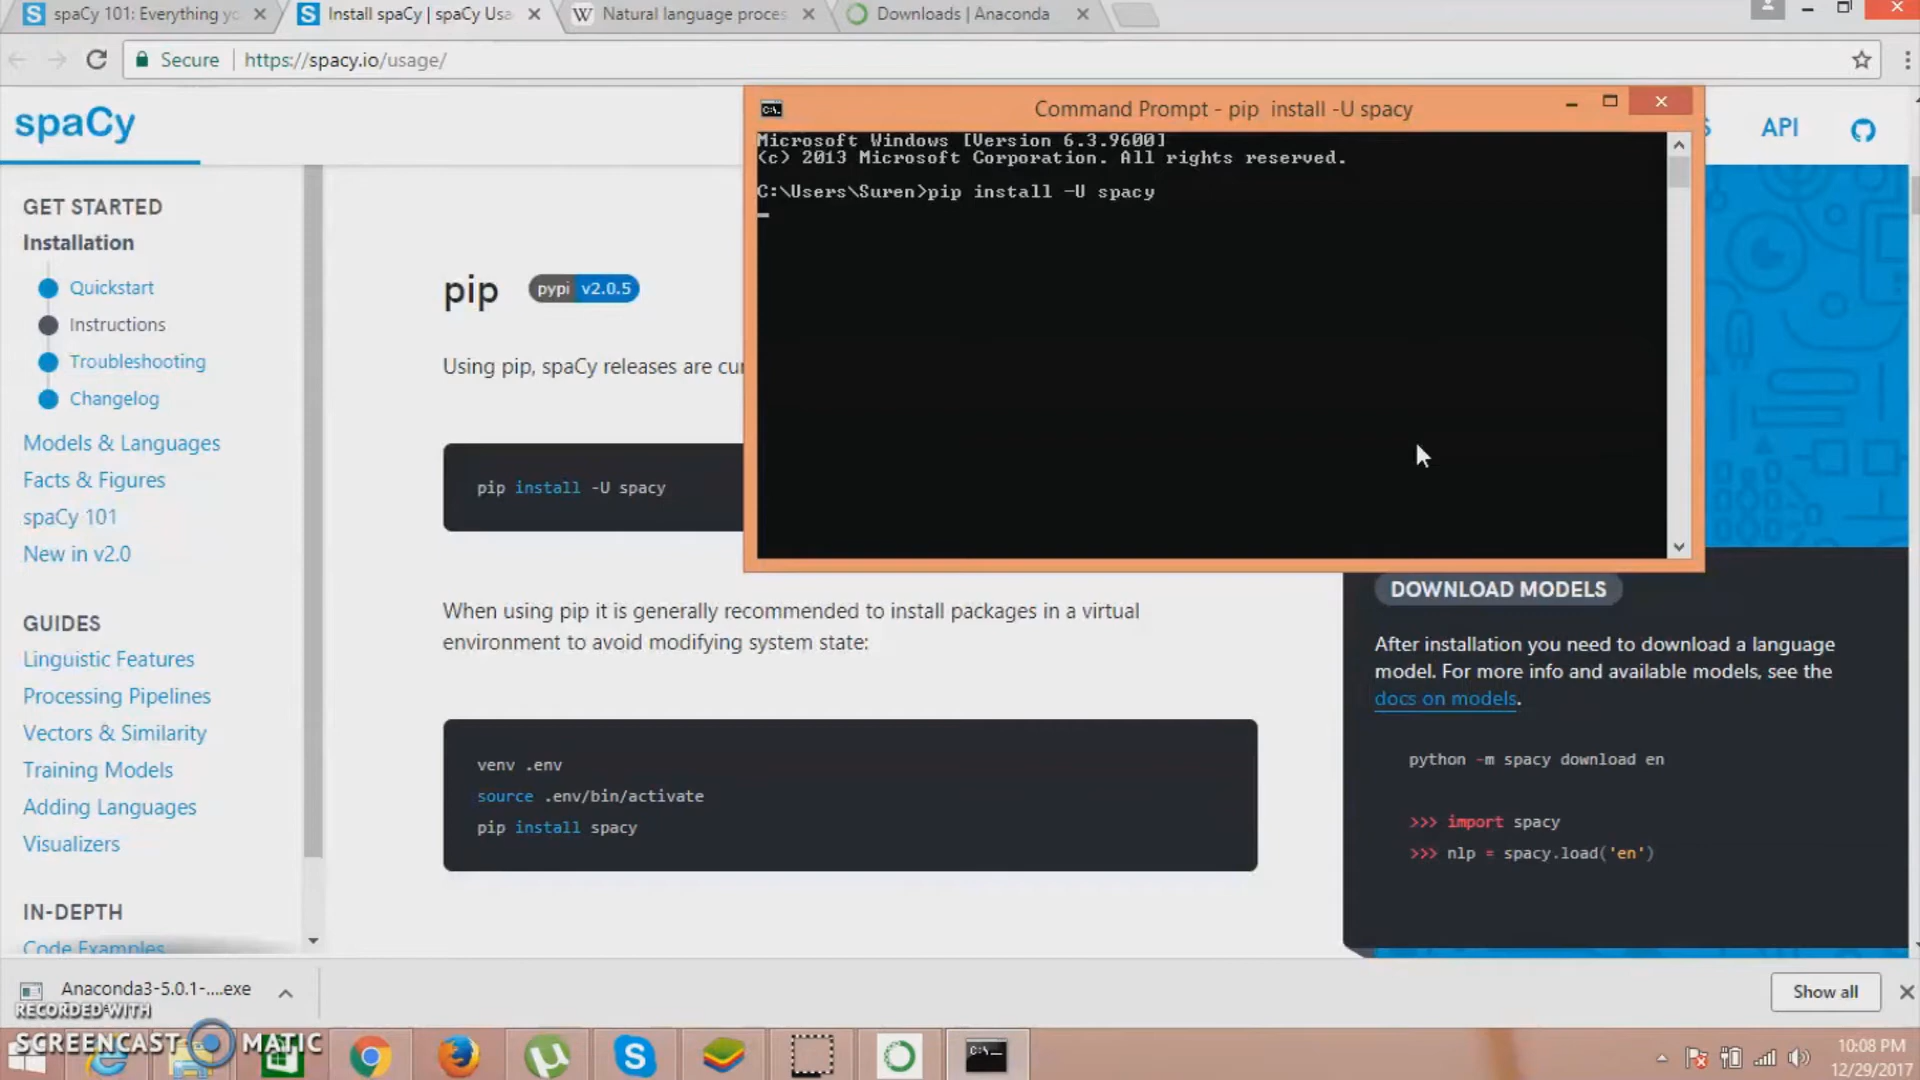 spaCy 101: Everything yo
Install spaCy | spaCy Usa
Natural language proces
Downloads | Anaconda
Secure
https://spacy.io/usage/
spaCy
API
Command Prompt - pip  install -U spacy
Microsoft Windows [Version 6.3.9600]
(c) 2013 Microsoft Corporation. All rights reserved.
C:\Users\Suren>pip install -U spacy
GET STARTED
Installation
Quickstart
Instructions
Troubleshooting
Changelog
Models & Languages
Facts & Figures
spaCy 101
New in v2.0
GUIDES
Linguistic Features
Processing Pipelines
Vectors & Similarity
Training Models
Adding Languages
Visualizers
IN-DEPTH
Code Examples
pip
pypi v2.0.5
Using pip, spaCy releases are cur
pip install -U spacy
When using pip it is generally recommended to install packages in a virtual
environment to avoid modifying system state:
venv .env
source .env/bin/activate
pip install spacy
DOWNLOAD MODELS
After installation you need to download a language
model. For more info and available models, see the
docs on models.
python -m spacy download en
>>> import spacy
>>> nlp = spacy.load('en')
Anaconda3-5.0.1-....exe
Show all
RECORDED WITH
SCREENCAST MATIC
10:08 PM
12/29/2017